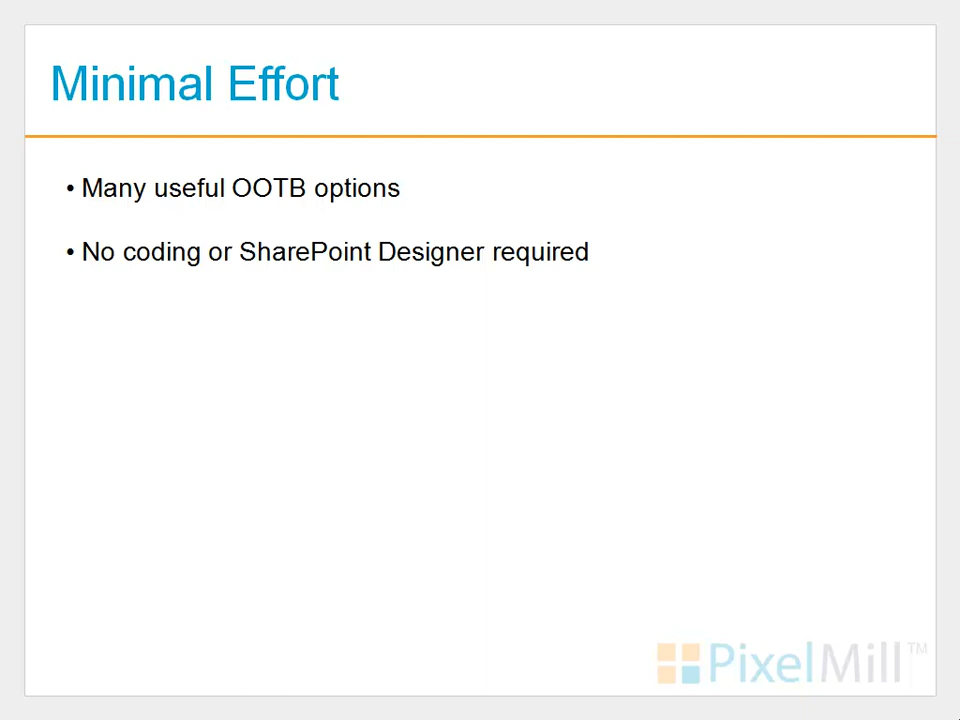 Minimal Effort
• Many useful OOTB options
• No coding or SharePoint Designer required
PixelMill™